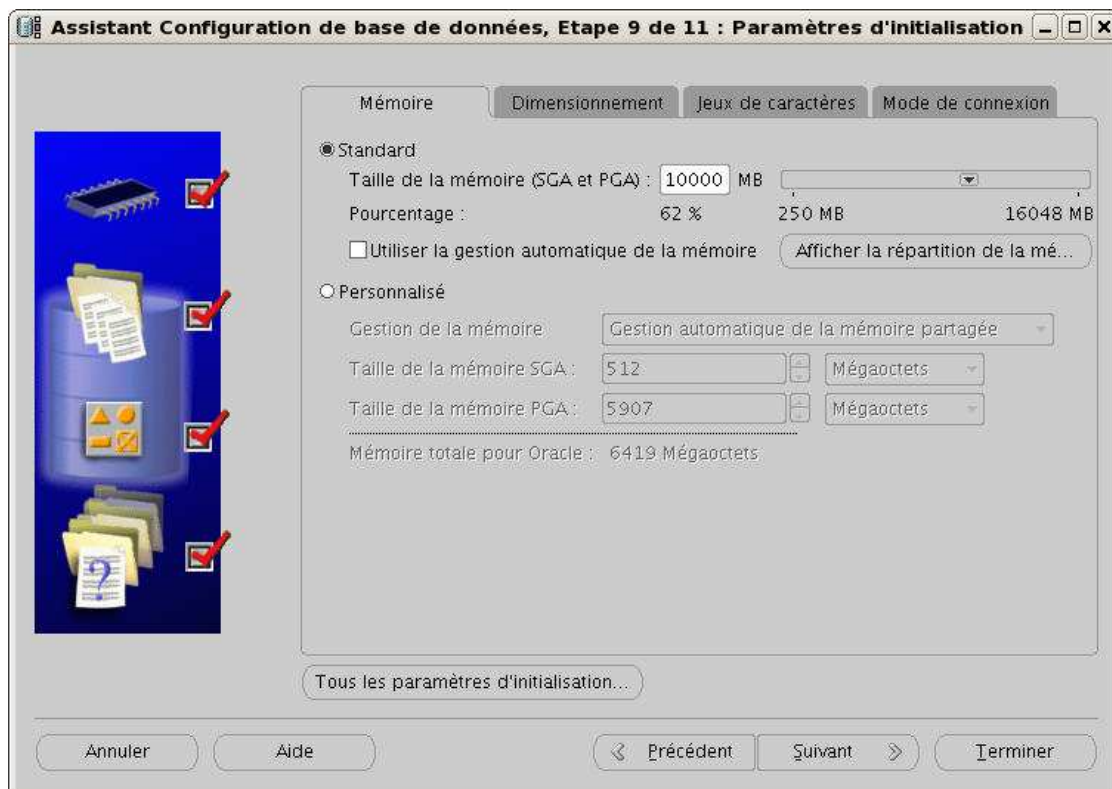 Assistant Configuration de base de données, Etape 9 de 11 : Paramètres d'initialisation
Mémoire Dimensionnement Jeux de caractères Mode de connexion
Standard
Taille de la mémoire (SGA et PGA) : 10000 MB
Pourcentage : 62 % 250 MB 16048 MB
Utiliser la gestion automatique de la mémoire Afficher la répartition de la mé...
Personnalisé
Gestion de la mémoire Gestion automatique de la mémoire partagée
Taille de la mémoire SGA : 512 Mégaoctets
Taille de la mémoire PGA : 5907 Mégaoctets
Mémoire totale pour Oracle : 6419 Mégaoctets
?
Tous les paramètres d'initialisation...
Annuler Aide Précédent Suivant Terminer